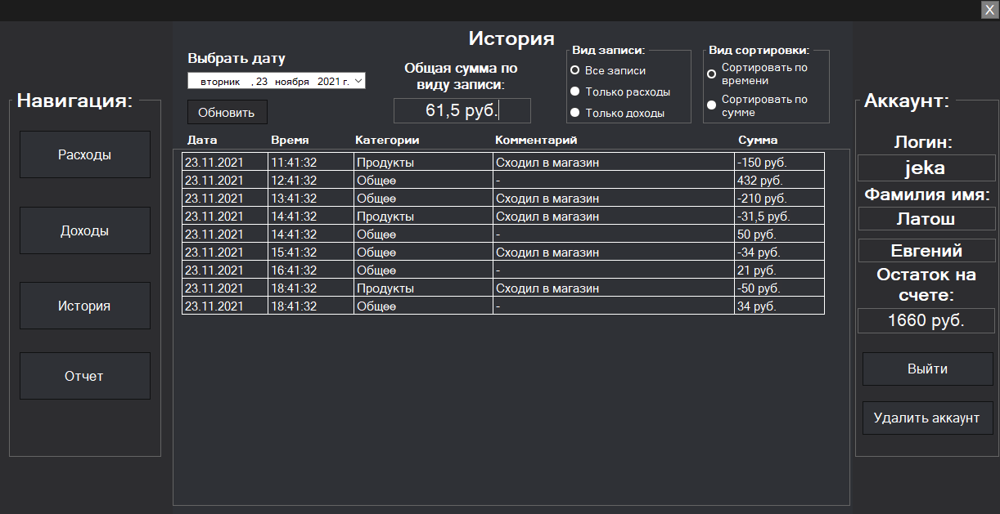 X
Навигация:
Расходы
Доходы
История
Отчет
История
Выбрать дату
вторник , 23 ноября 2021 г.
Обновить
Общая сумма по
виду записи:
61,5 руб.
Вид записи:
Все записи
Только расходы
Только доходы
Вид сортировки:
Сортировать по
времени
Сортировать по
сумме
Дата Время Категории Комментарий Сумма
23.11.2021 11:41:32 Продукты Сходил в магазин -150 руб.
23.11.2021 12:41:32 Общее - 432 руб.
23.11.2021 13:41:32 Общее Сходил в магазин -210 руб.
23.11.2021 14:41:32 Продукты Сходил в магазин -31,5 руб.
23.11.2021 14:41:32 Общее - 50 руб.
23.11.2021 15:41:32 Общее Сходил в магазин -34 руб.
23.11.2021 16:41:32 Общее - 21 руб.
23.11.2021 18:41:32 Продукты Сходил в магазин -50 руб.
23.11.2021 18:41:32 Общее - 34 руб.
Аккаунт:
Логин:
jeka
Фамилия имя:
Латош
Евгений
Остаток на
счете:
1660 руб.
Выйти
Удалить аккаунт